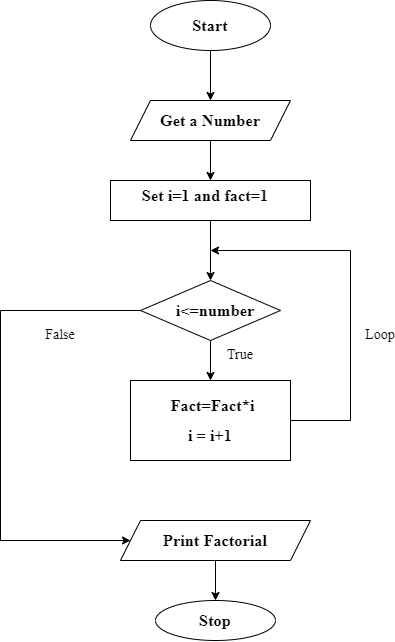 Start
Get a Number
Set i=1 and fact=1
i<=number
False
Loop
True
Fact=Fact*i
i = i+1
Print Factorial
Stop